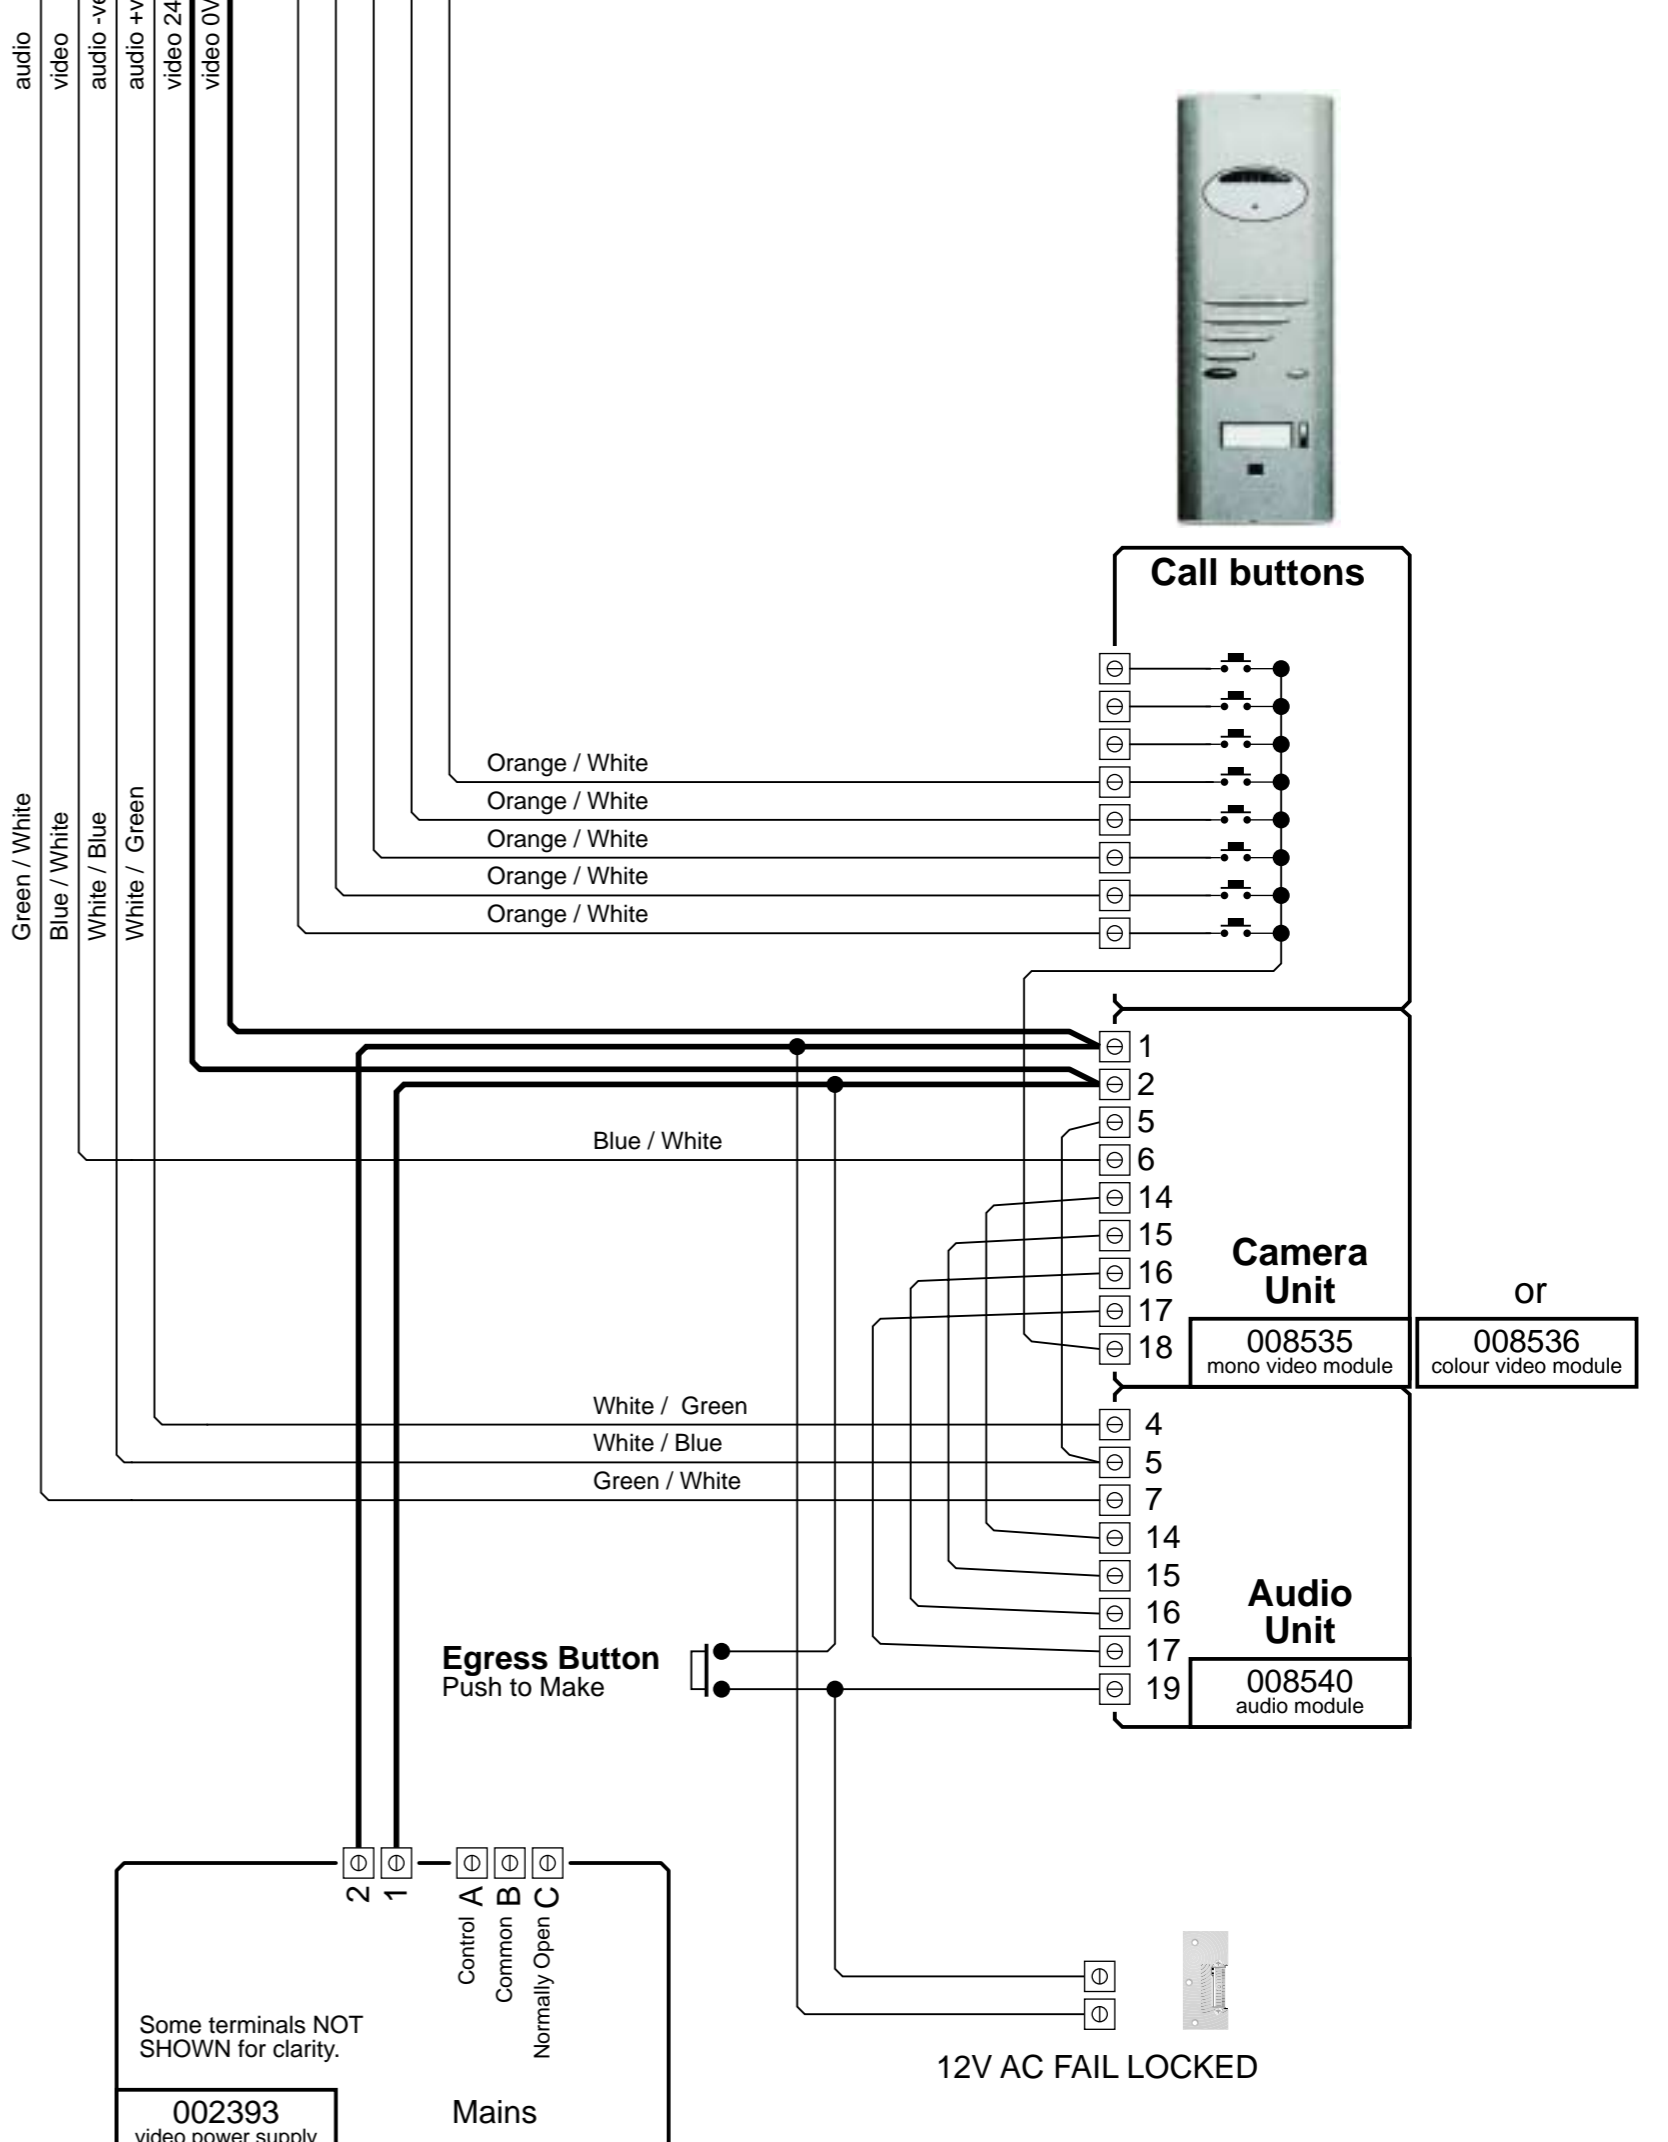 audio
video
audio -ve
audio +v
video 24
video 0V
Call buttons
Orange / White
Orange / White
Orange / White
Orange / White
Orange / White
Green / White
Blue / White
White / Blue
White / Green
1
2
5
Blue / White
6
14
15
16
17
18
Camera
Unit
or
008535
mono video module
008536
colour video module
White / Green
4
White / Blue
5
Green / White
7
14
15
16
17
19
Audio
Unit
008540
audio module
Egress Button
Push to Make
2
1
A
B
C
Control
Common
Normally Open
Some terminals NOT
SHOWN for clarity.
002393
video power supply
Mains
12V AC FAIL LOCKED